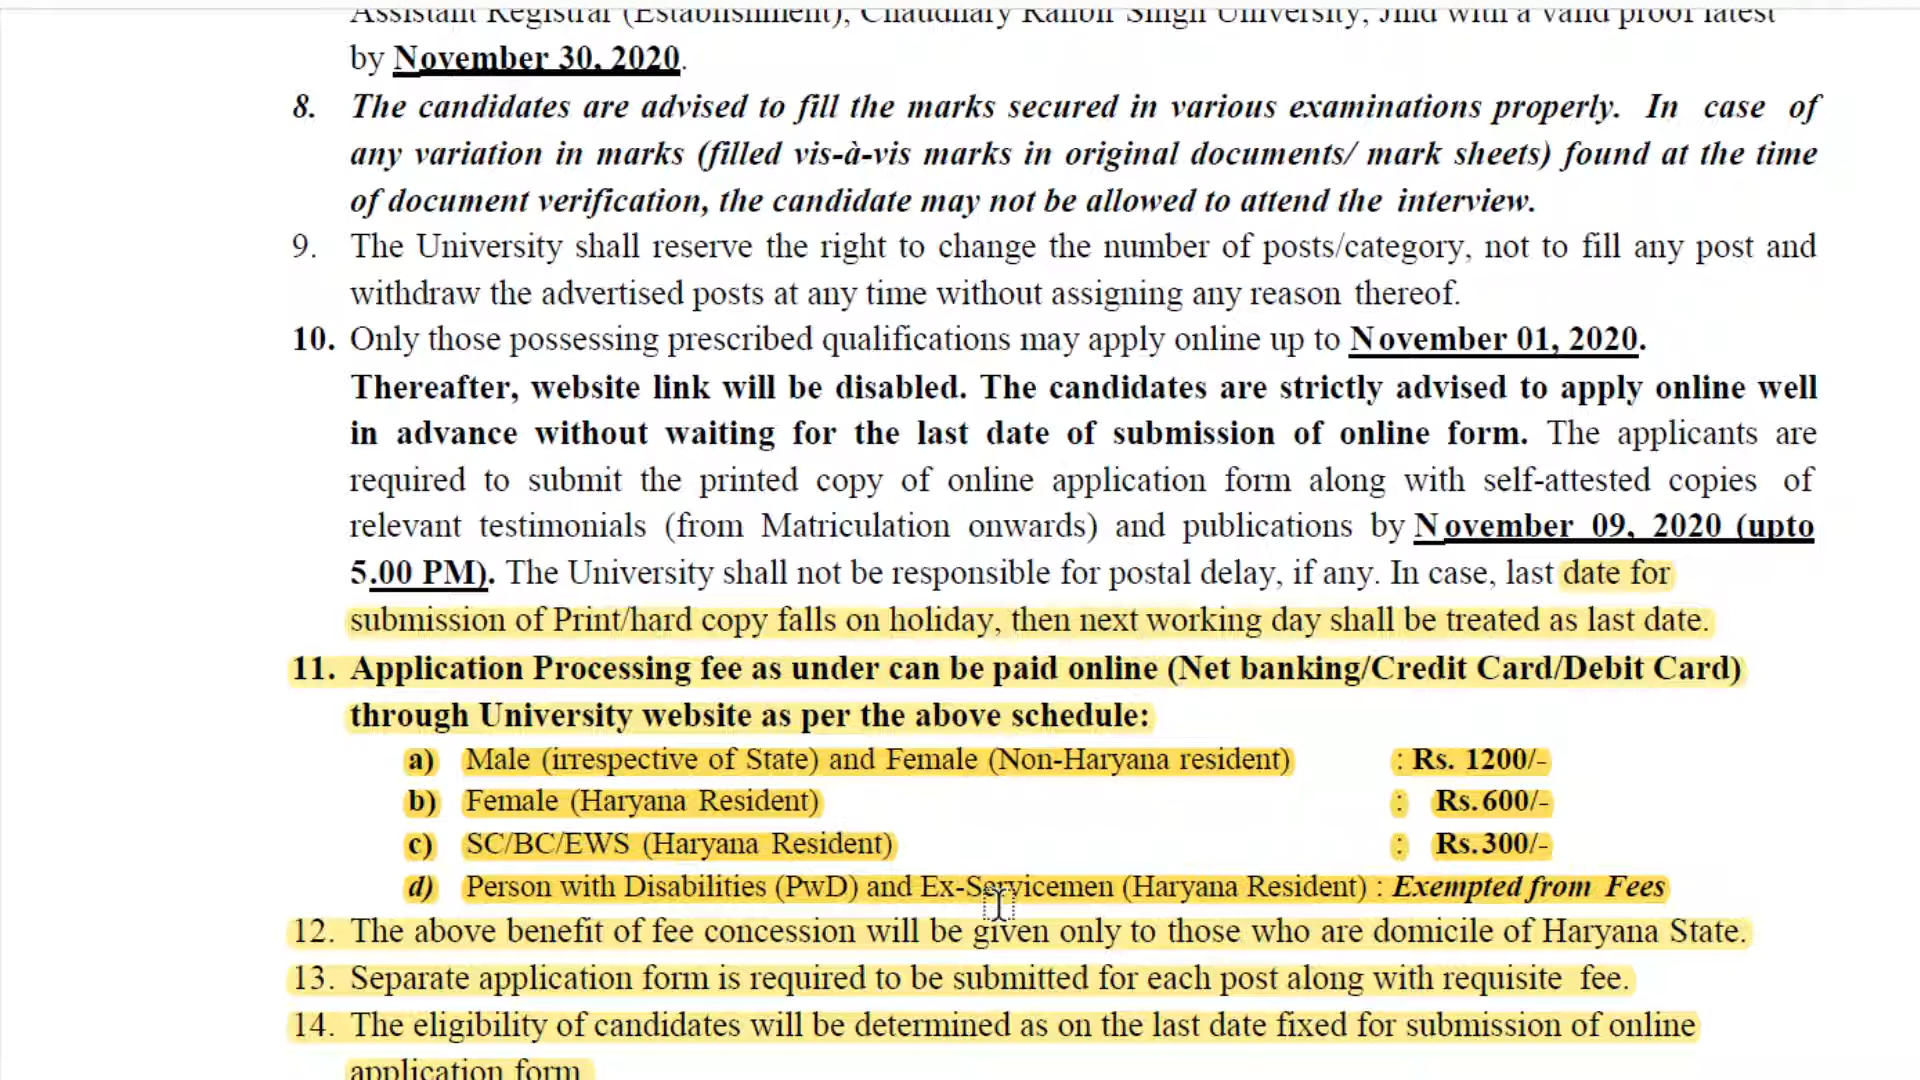 Assistant Registrar (Establishment), Chaudhary Ranbir Singh University, Jind with a valid proof latest
by November 30, 2020.
8. The candidates are advised to fill the marks secured in various examinations properly. In case of
any variation in marks (filled vis-à-vis marks in original documents/ mark sheets) found at the time
of document verification, the candidate may not be allowed to attend the interview.
9. The University shall reserve the right to change the number of posts/category, not to fill any post and
withdraw the advertised posts at any time without assigning any reason thereof.
10. Only those possessing prescribed qualifications may apply online up to November 01, 2020.
Thereafter, website link will be disabled. The candidates are strictly advised to apply online well
in advance without waiting for the last date of submission of online form. The applicants are
required to submit the printed copy of online application form along with self-attested copies of
relevant testimonials (from Matriculation onwards) and publications by November 09, 2020 (upto
5.00 PM). The University shall not be responsible for postal delay, if any. In case, last date for
submission of Print/hard copy falls on holiday, then next working day shall be treated as last date.
11. Application Processing fee as under can be paid online (Net banking/Credit Card/Debit Card)
through University website as per the above schedule:
a) Male (irrespective of State) and Female (Non-Haryana resident) : Rs. 1200/-
b) Female (Haryana Resident) : Rs.600/-
c) SC/BC/EWS (Haryana Resident) : Rs.300/-
d) Person with Disabilities (PwD) and Ex-Servicemen (Haryana Resident) : Exempted from Fees
12. The above benefit of fee concession will be given only to those who are domicile of Haryana State.
13. Separate application form is required to be submitted for each post along with requisite fee.
14. The eligibility of candidates will be determined as on the last date fixed for submission of online
application form